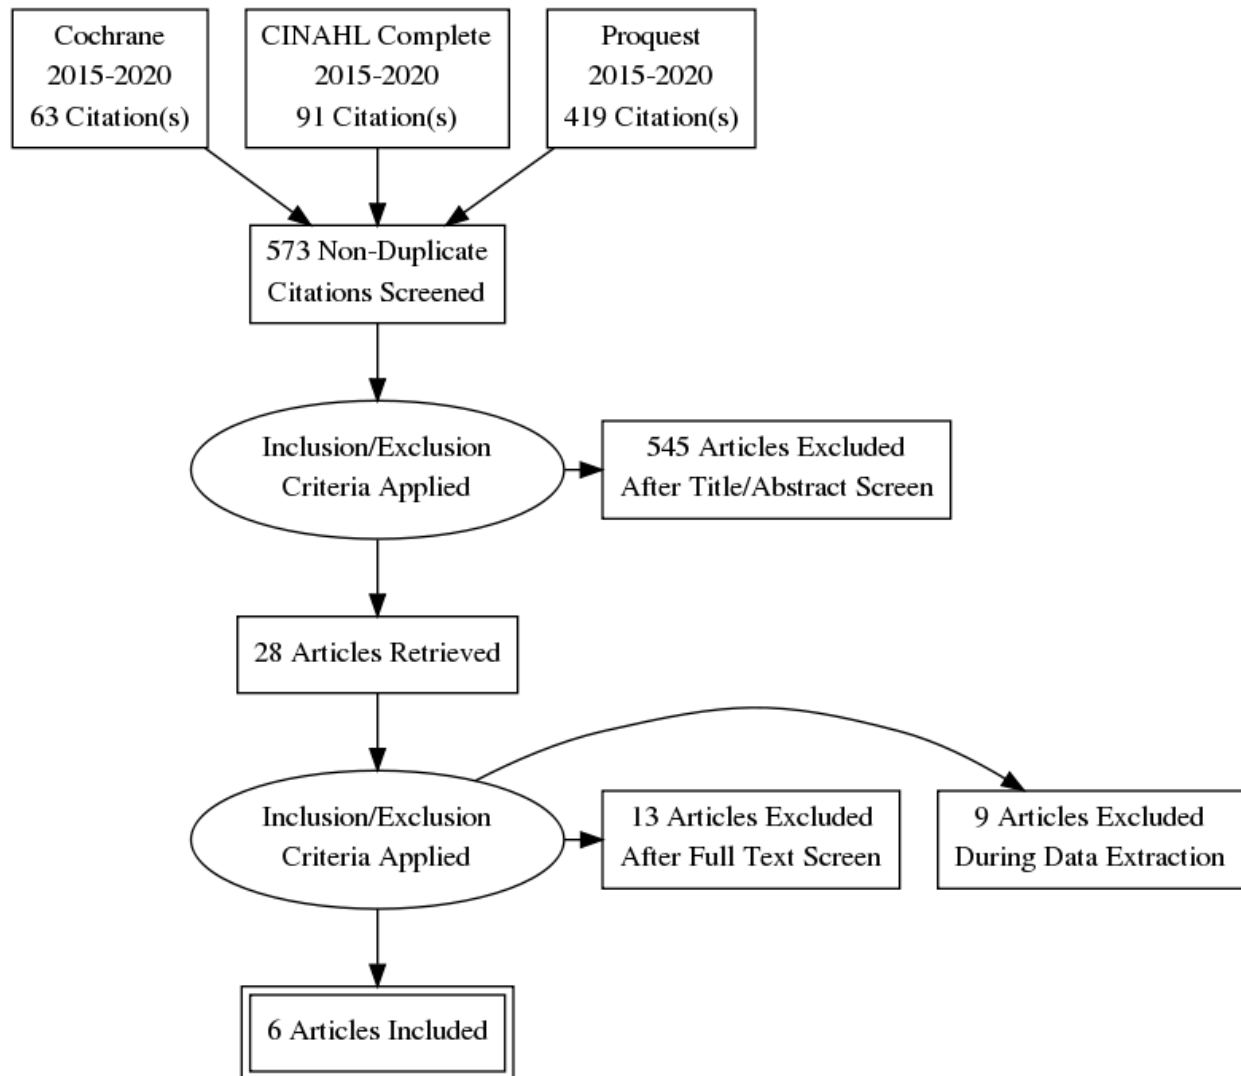 Cochrane
2015-2020
63 Citation(s)
CINAHL Complete
2015-2020
91 Citation(s)
Proquest
2015-2020
419 Citation(s)
573 Non-Duplicate
Citations Screened
Inclusion/Exclusion
Criteria Applied
545 Articles Excluded
After Title/Abstract Screen
28 Articles Retrieved
Inclusion/Exclusion
Criteria Applied
13 Articles Excluded
After Full Text Screen
9 Articles Excluded
During Data Extraction
6 Articles Included